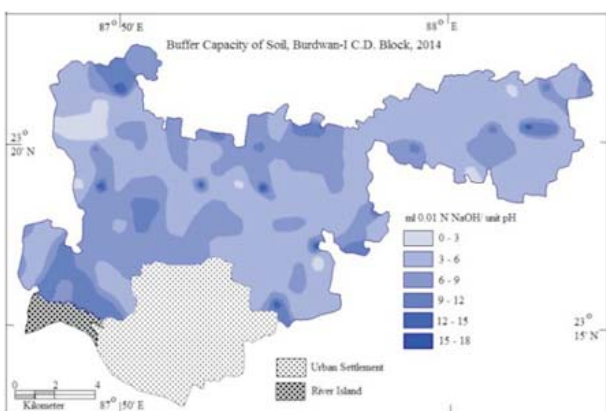 87° 50' E
88° E
Buffer Capacity of Soil, Burdwan-I C.D. Block, 2014
23°
20' N
ml 0.01 N NaOH/ unit pH
0 - 3
3 - 6
6 - 9
9 - 12
12 - 15
15 - 18
23°
15' N
Urban Settlement
River Island
0 2 4
Kilometer
87° 50' E